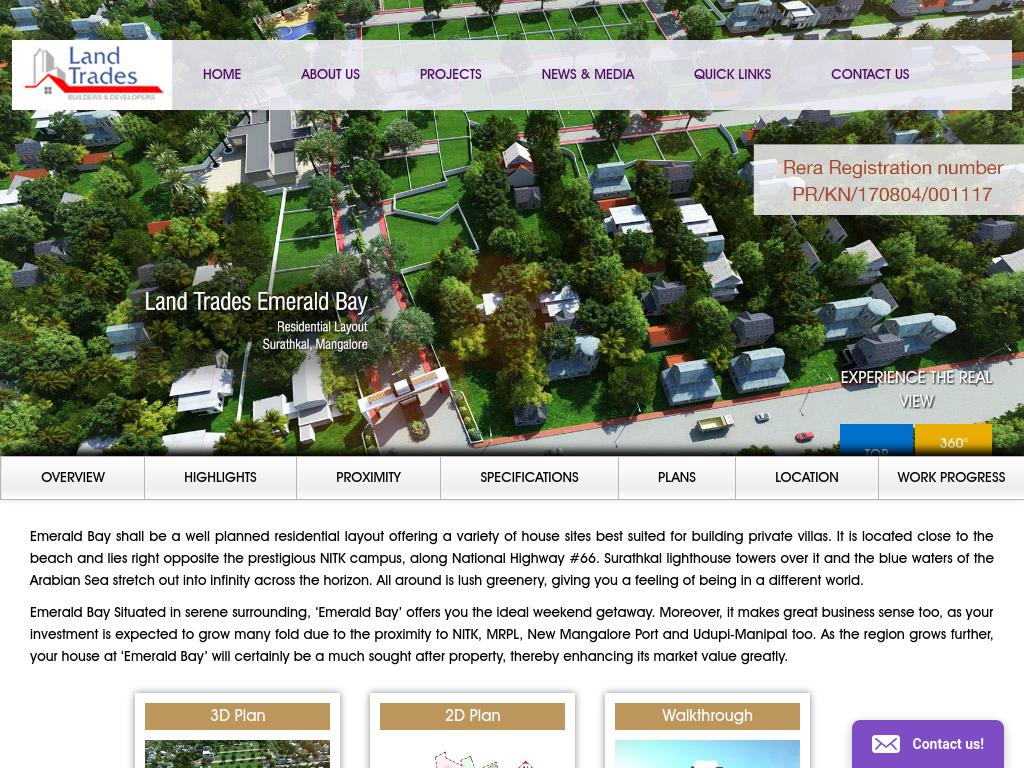 Land
Trades
BUILDERS & DEVELOPERS
HOME
ABOUT US
PROJECTS
NEWS & MEDIA
QUICK LINKS
CONTACT US
Rera Registration number
PR/KN/170804/001117
Land Trades Emerald Bay
Residential Layout
Surathkal, Mangalore
EXPERIENCE THE REAL
VIEW
TOP
360°
OVERVIEW
HIGHLIGHTS
PROXIMITY
SPECIFICATIONS
PLANS
LOCATION
WORK PROGRESS
Emerald Bay shall be a well planned residential layout offering a variety of house sites best suited for building private villas. It is located close to the
beach and lies right opposite the prestigious NITK campus, along National Highway #66. Surathkal lighthouse towers over it and the blue waters of the
Arabian Sea stretch out into infinity across the horizon. All around is lush greenery, giving you a feeling of being in a different world.
Emerald Bay Situated in serene surrounding, ‘Emerald Bay’ offers you the ideal weekend getaway. Moreover, it makes great business sense too, as your
investment is expected to grow many fold due to the proximity to NITK, MRPL, New Mangalore Port and Udupi-Manipal too. As the region grows further,
your house at ‘Emerald Bay’ will certainly be a much sought after property, thereby enhancing its market value greatly.
3D Plan
2D Plan
Walkthrough
Contact us!